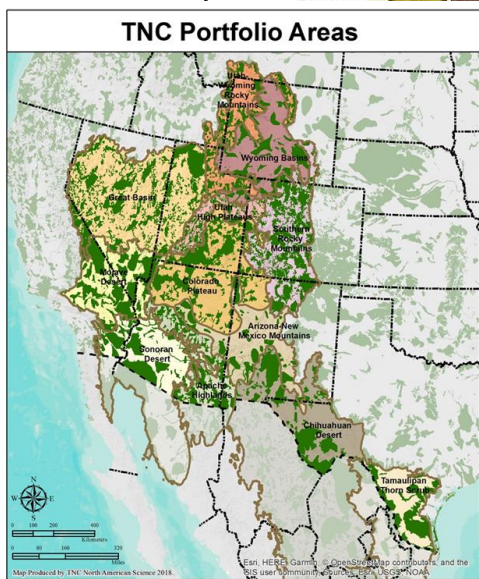 TNC Portfolio Areas
Utah
Wyoming
Rocky
Mountains
Wyoming Basins
Great Basin
Utah
High Plateaus
Southern
Rocky
Mountains
Mojave
Desert
Colorado
Plateau
Arizona-New
Mexico Mountains
Sonoran
Desert
Apache
Highlands
Chihuahuan
Desert
Tamaulipan
Thorn Scrub
N
W E
S
Kilometers
Miles
Map Produced by TNC North American Science 2018.
Esri, HERE, Garmin, © OpenStreetMap contributors, and the
GIS user community, Sources: Esri, USGS, NOAA